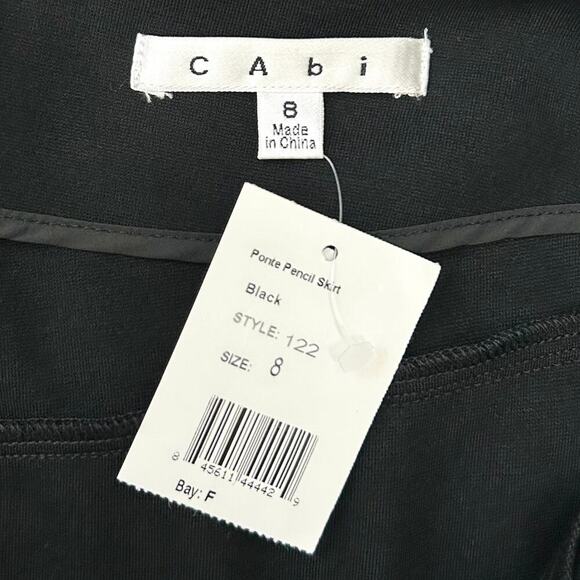 CAbi
8
Made
in China
Ponte Pencil Skirt
Black
STYLE: 122
SIZE: 8
8 45611 44442 9
Bay: F